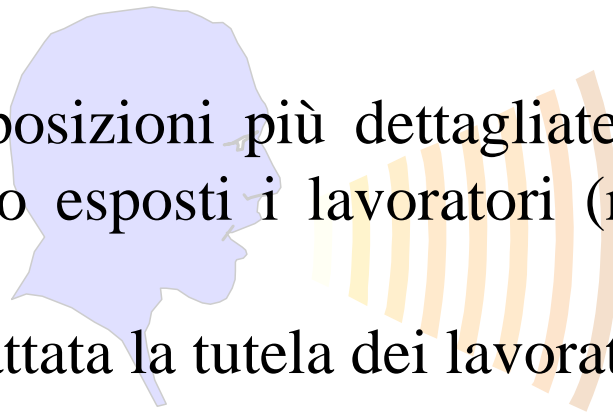 posizioni più dettagliate
o esposti i lavoratori (
ttata la tutela dei lavorat